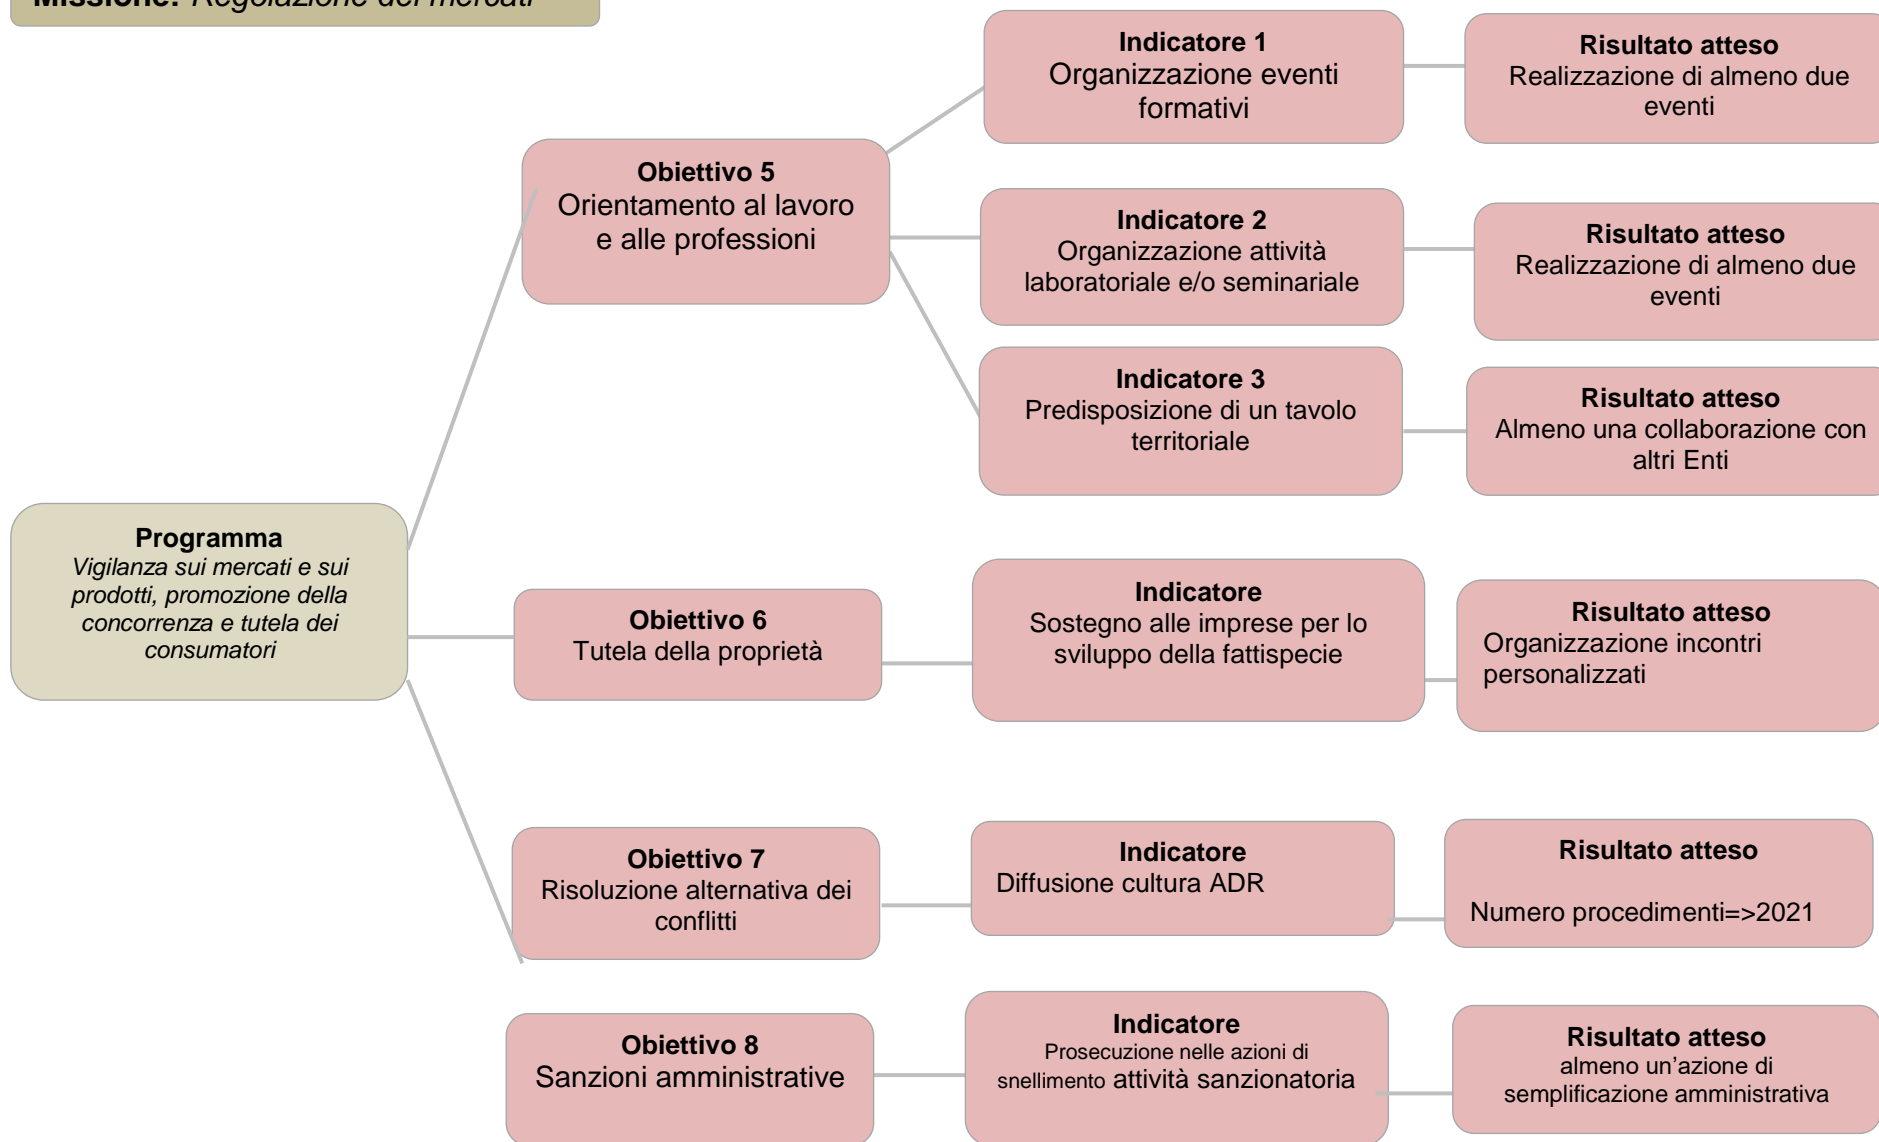 Missione: Regolazione dei mercati
Indicatore 1
Organizzazione eventi
formativi
Risultato atteso
Realizzazione di almeno due
eventi
Obiettivo 5
Orientamento al lavoro
e alle professioni
Indicatore 2
Organizzazione attività
laboratoriale e/o seminariale
Risultato atteso
Realizzazione di almeno due
eventi
Indicatore 3
Predisposizione di un tavolo
territoriale
Risultato atteso
Almeno una collaborazione con
altri Enti
Programma
Vigilanza sui mercati e sui
prodotti, promozione della
concorrenza e tutela dei
consumatori
Obiettivo 6
Tutela della proprietà
Indicatore
Sostegno alle imprese per lo
sviluppo della fattispecie
Risultato atteso
Organizzazione incontri
personalizzati
Obiettivo 7
Risoluzione alternativa dei
conflitti
Indicatore
Diffusione cultura ADR
Risultato atteso
Numero procedimenti=>2021
Obiettivo 8
Sanzioni amministrative
Indicatore
Prosecuzione nelle azioni di
snellimento attività sanzionatoria
Risultato atteso
almeno un’azione di
semplificazione amministrativa